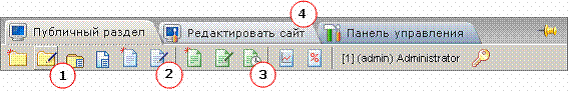 4
Публичный раздел Редактировать сайт Панель управления
[1] (admin) Administrator
1 2 3